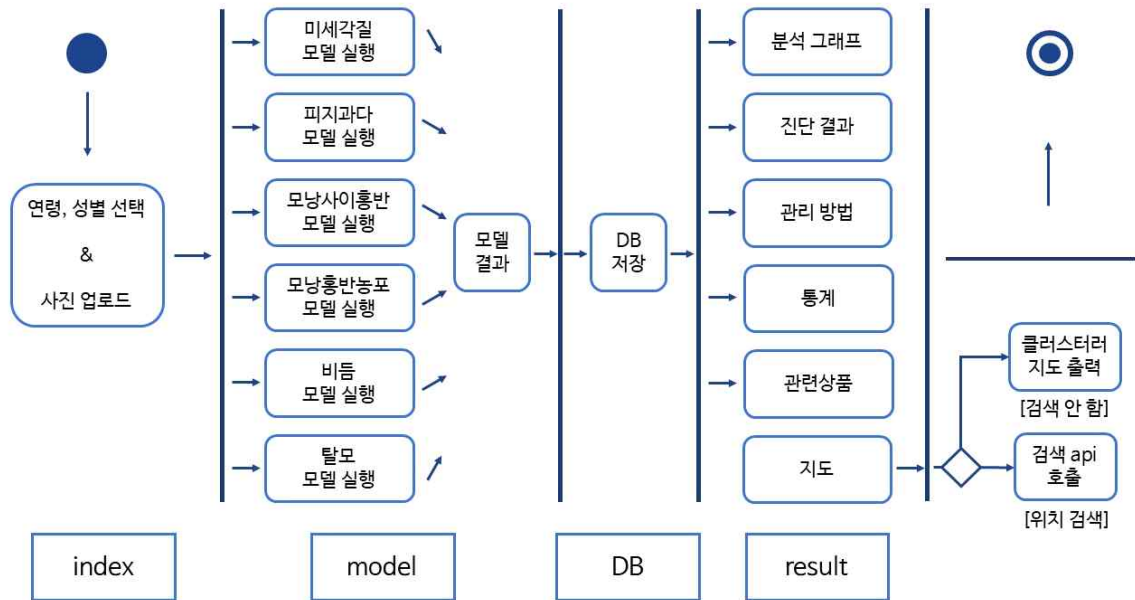 연령, 성별 선택
&
사진 업로드
미세각질
모델 실행
피지과다
모델 실행
모낭사이홍반
모델 실행
모낭홍반농포
모델 실행
비듬
모델 실행
탈모
모델 실행
모델
결과
DB
저장
분석 그래프
진단 결과
관리 방법
통계
관련상품
지도
클러스터러
지도 출력
[검색 안 함]
검색 api
호출
[위치 검색]
index
model
DB
result